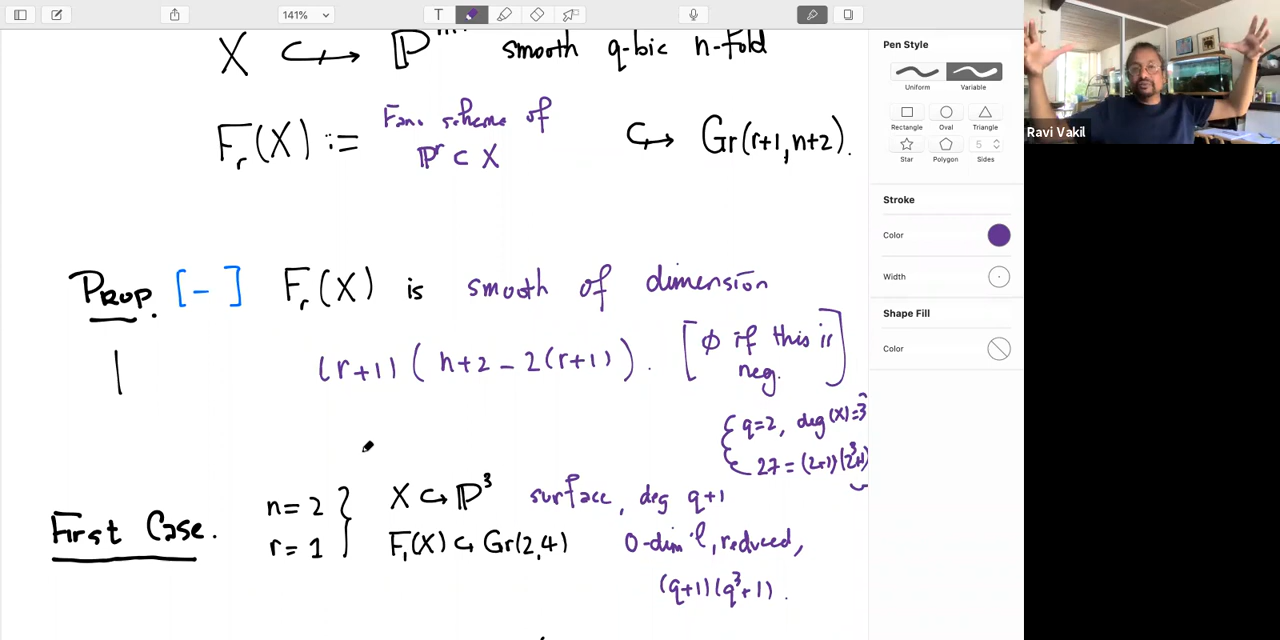 141%
T
X ↪ ℙ smooth q-bic n-fold
F_r(X) := Fano scheme of ↪ Gr(r+1, n+2).
ℙ^r ⊂ X
PROP. [-] F_r(X) is smooth of dimension
(r+1)(n+2-2(r+1)). [∅ if this is
neg.]
{ q=2, deg(X)=3
27=(2+1)(2^3+1)
First Case. n=2 } X ↪ ℙ^3 surface, deg q+1
r=1 F_1(X) ↪ Gr(2,4) 0-dim'l, reduced,
(q+1)(q^3+1).
Pen Style
Uniform Variable
Rectangle Oval Triangle
Star Polygon 5 Sides
Stroke
Color
Width
Shape Fill
Color
Ravi Vakil